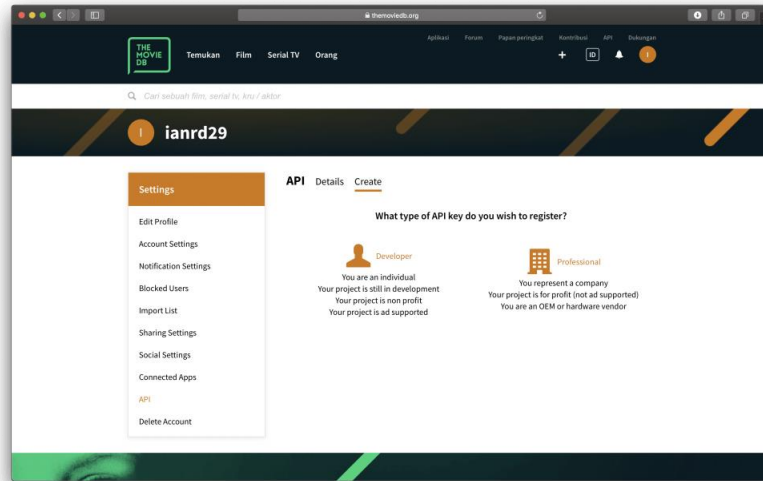 themoviedb.org
THE
MOVIE
DB
Temukan Film Serial TV Orang
Aplikasi Forum Papan peringkat Kontribusi API Dukungan
+ ID I
Cari sebuah film, serial tv, kru / aktor
I ianrd29
Settings
Edit Profile
Account Settings
Notification Settings
Blocked Users
Import List
Sharing Settings
Social Settings
Connected Apps
API
Delete Account
API Details Create
What type of API key do you wish to register?
Developer
You are an individual
Your project is still in development
Your project is non profit
Your project is ad supported
Professional
You represent a company
Your project is for profit (not ad supported)
You are an OEM or hardware vendor